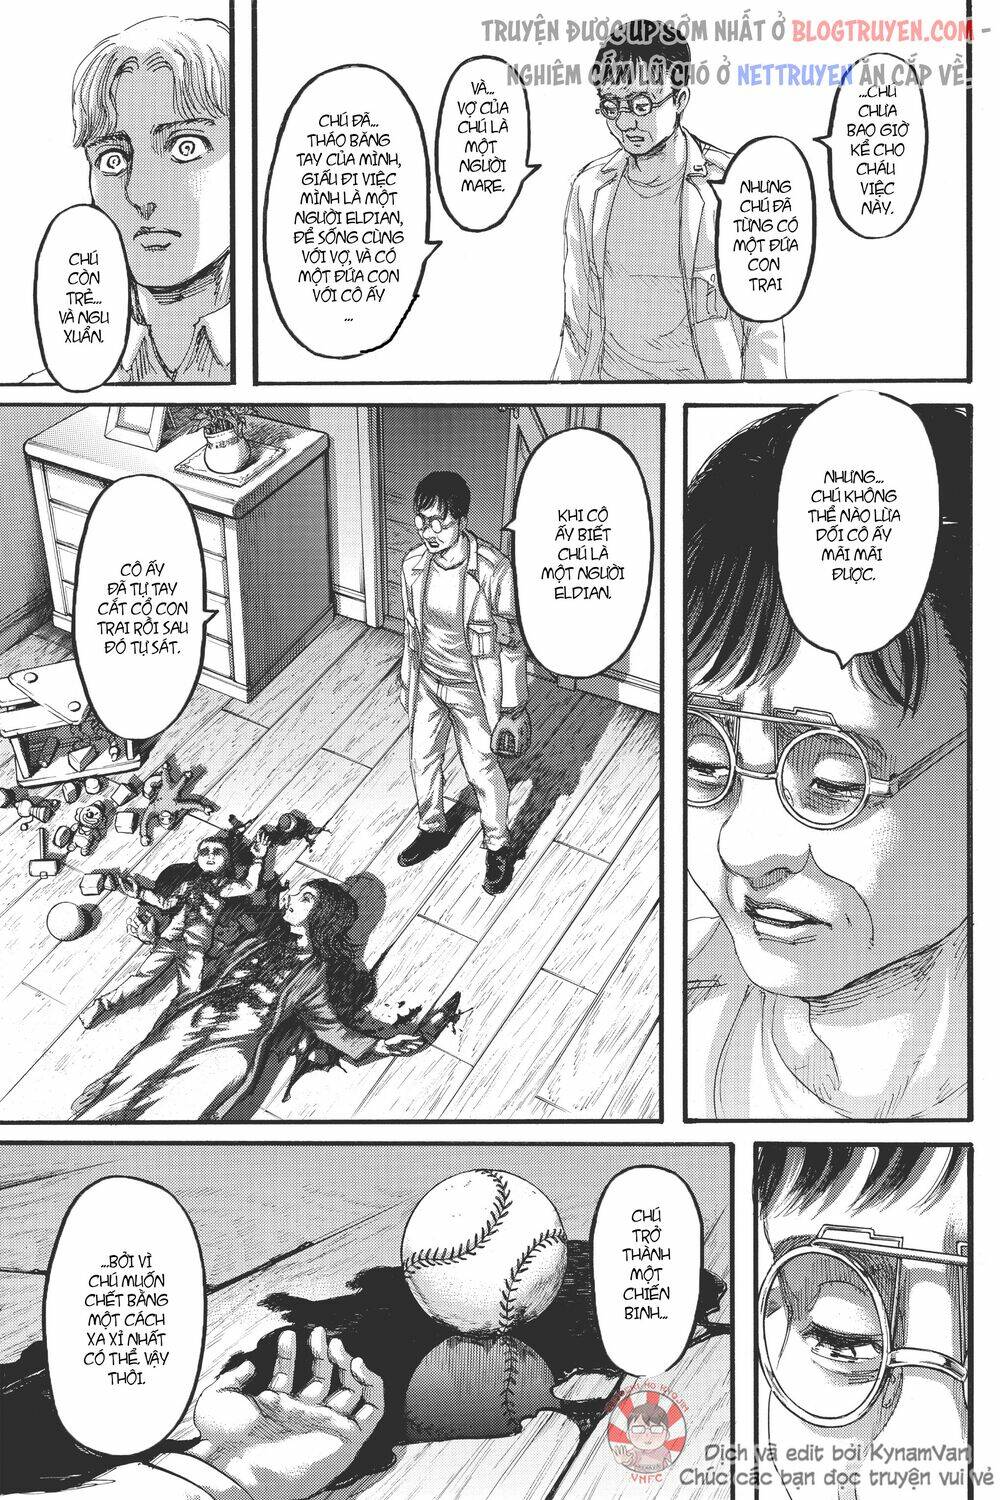 TRUYỆN ĐƯỢC UP SỚM NHẤT Ở BLOGTRUYEN.COM -
NGHIÊM CẤM LŨ CHÓ Ở NETTRUYEN ĂN CẮP VỀ.
...CHÚ
CHƯA
BAO GIỜ
KỂ CHO
CHÁU
VIỆC
NÀY.
NHƯNG
CHÚ ĐÃ
TỪNG CÓ
MỘT ĐỨA
CON
TRAI
VÀ...
VỢ CỦA
CHÚ LÀ
MỘT
NGƯỜI
MARE.
CHÚ ĐÃ...
THÁO BĂNG
TAY CỦA MÌNH,
GIẤU ĐI VIỆC
MÌNH LÀ MỘT
NGƯỜI ELDIAN,
ĐỂ SỐNG CÙNG
VỚI VỢ, VÀ CÓ
MỘT ĐỨA CON
VỚI CÔ ẤY
...
CHÚ
CÒN
TRẺ...
VÀ NGU
XUẨN.
NHƯNG...
CHÚ KHÔNG
THỂ NÀO LỪA
DỐI CÔ ẤY
MÃI MÃI
ĐƯỢC.
KHI CÔ
ẤY BIẾT
CHÚ LÀ
MỘT NGƯỜI
ELDIAN.
CÔ ẤY
ĐÃ TỰ TAY
CẮT CỔ CON
TRAI RỒI SAU
ĐÓ TỰ SÁT.
CHÚ
TRỞ
THÀNH
MỘT
CHIẾN
BINH...
...BỞI VÌ
CHÚ MUỐN
CHẾT BẰNG
MỘT CÁCH
XA XỈ NHẤT
CÓ THỂ. VẬY
THÔI.
VNFC
Dịch và edit bởi KynamVan
Chúc các bạn đọc truyện vui vẻ